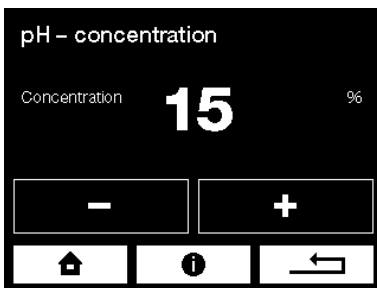 pH – concentration
Concentration 15 %
– +